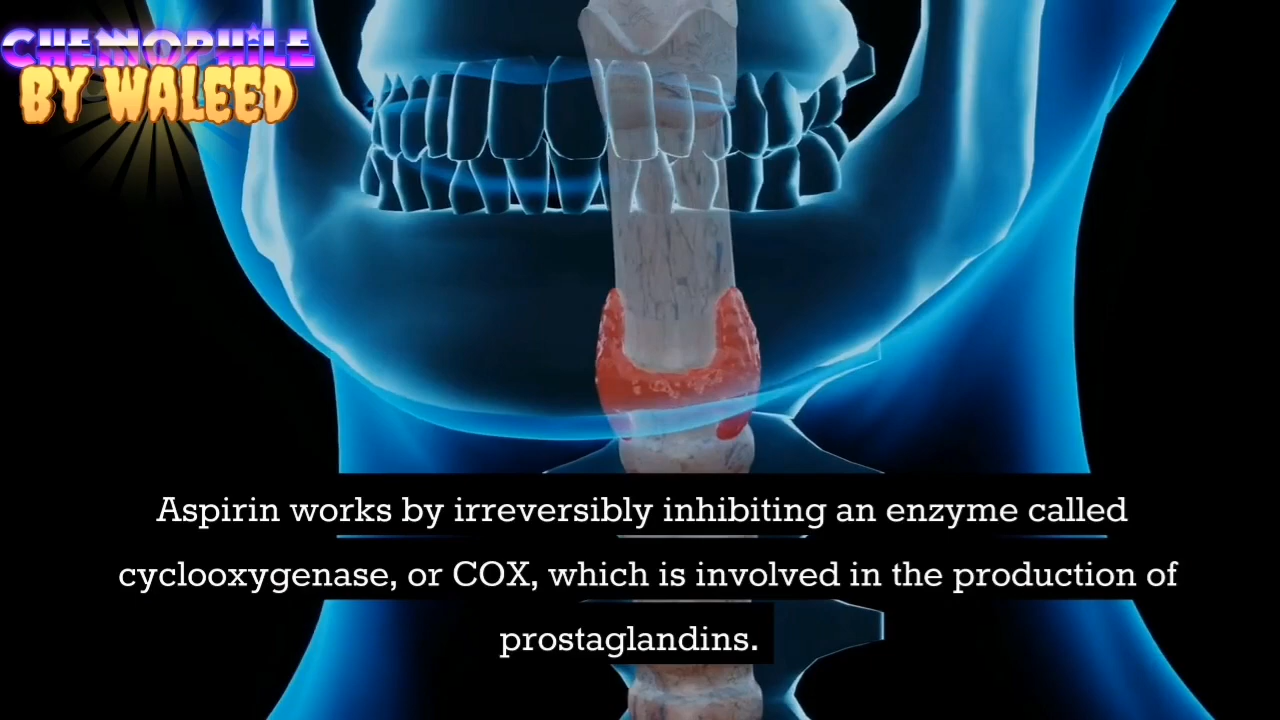 CHEMOPHILE
BY WALEED
Aspirin works by irreversibly inhibiting an enzyme called
cyclooxygenase, or COX, which is involved in the production of
prostaglandins.